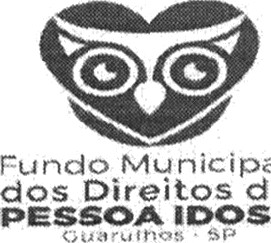 Fundo Municipa
dos Direitos d
PESSOA IDOS
Guarulhos - SP